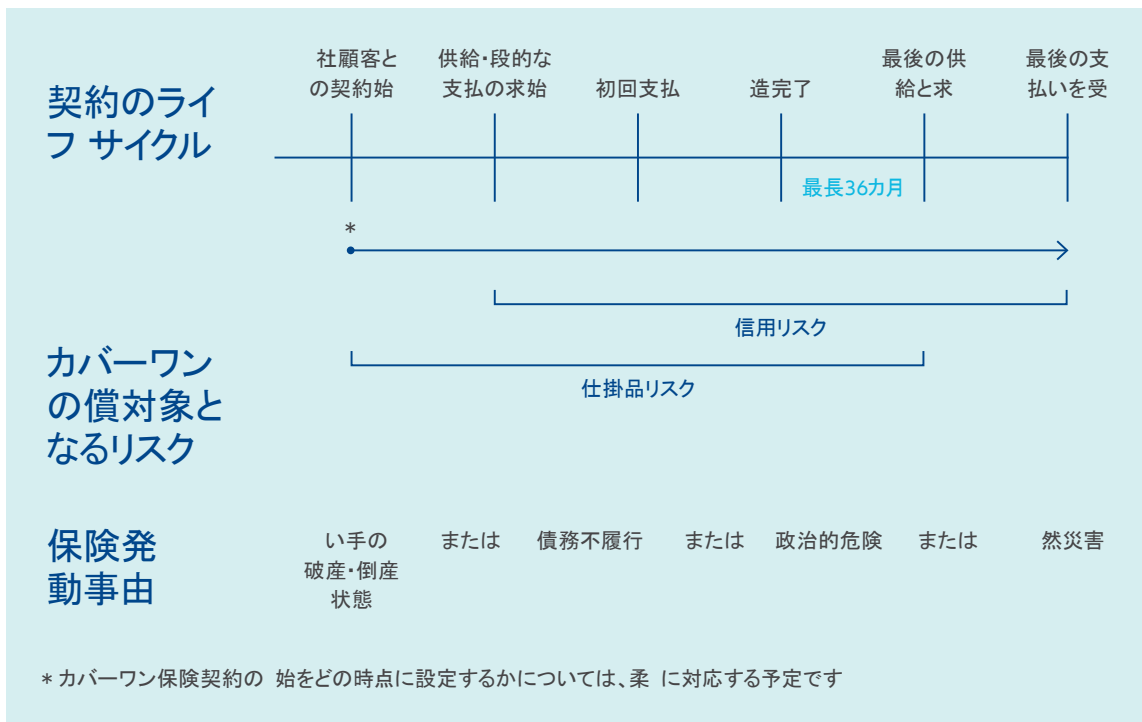 契約のライ
フ サイクル
社顧客と
の契約始
供給・段的な
支払の求始
初回支払
造完了
最後の供
給と求
最後の支
払いを受
最長36カ月
*
信用リスク
仕掛品リスク
カバーワン
の償対象と
なるリスク
保険発
動事由
い手の
破産・倒産
状態
または
債務不履行
または
政治的危険
または
然災害
* カバーワン保険契約の 始をどの時点に設定するかについては、柔 に対応する予定です